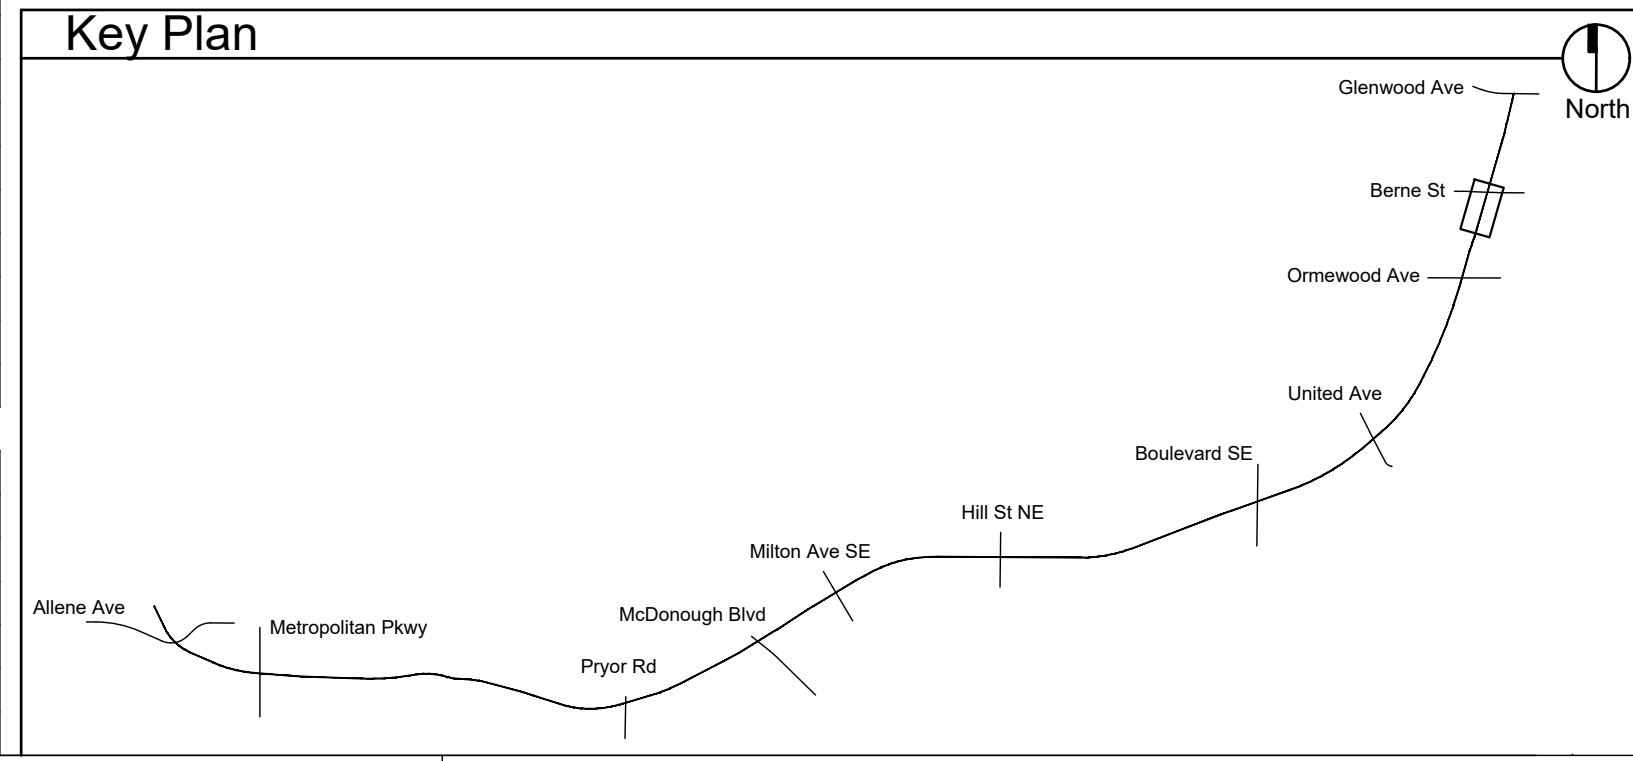 Key Plan
North
Glenwood Ave
Berne St
Ormewood Ave
United Ave
Boulevard SE
Hill St NE
Milton Ave SE
McDonough Blvd
Pryor Rd
Metropolitan Pkwy
Allene Ave